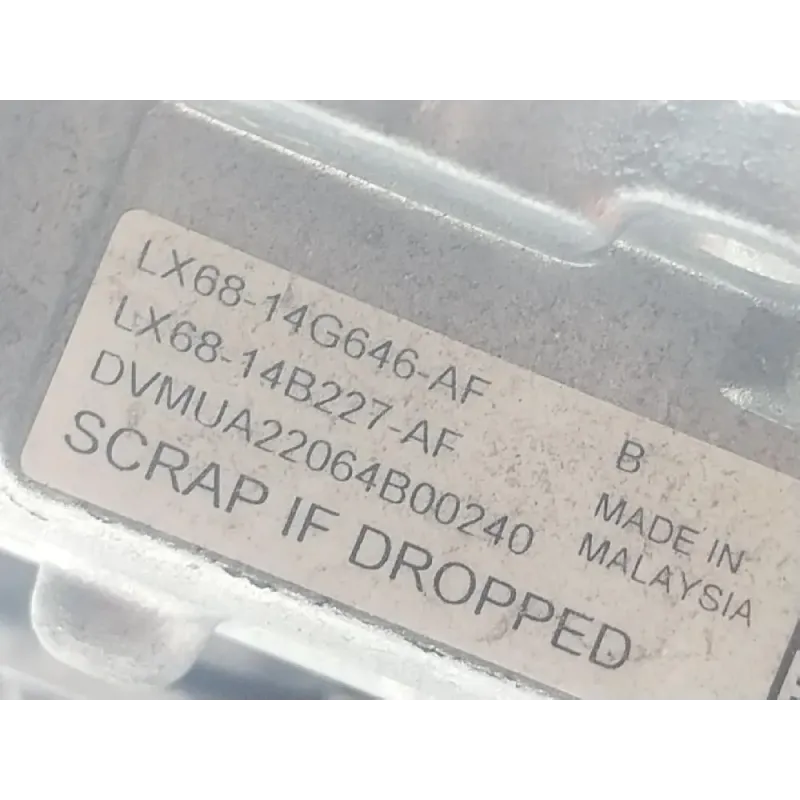 LX68-14G646-AF
LX68-14B227-AF
DVMUA22064B00240
SCRAP IF DROPPED
B
MADE IN
MALAYSIA